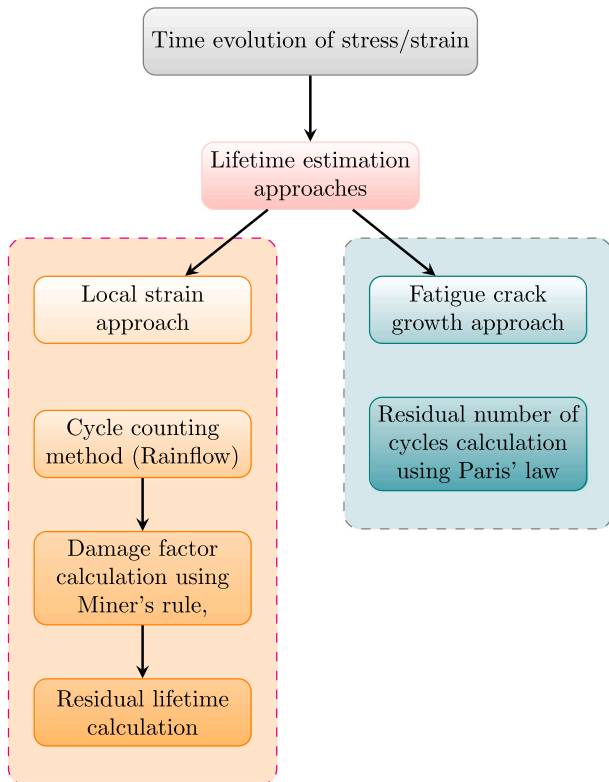 Time evolution of stress/strain
Lifetime estimation
approaches
Local strain
approach
Fatigue crack
growth approach
Cycle counting
method (Rainflow)
Residual number of
cycles calculation
using Paris' law
Damage factor
calculation using
Miner's rule,
Residual lifetime
calculation